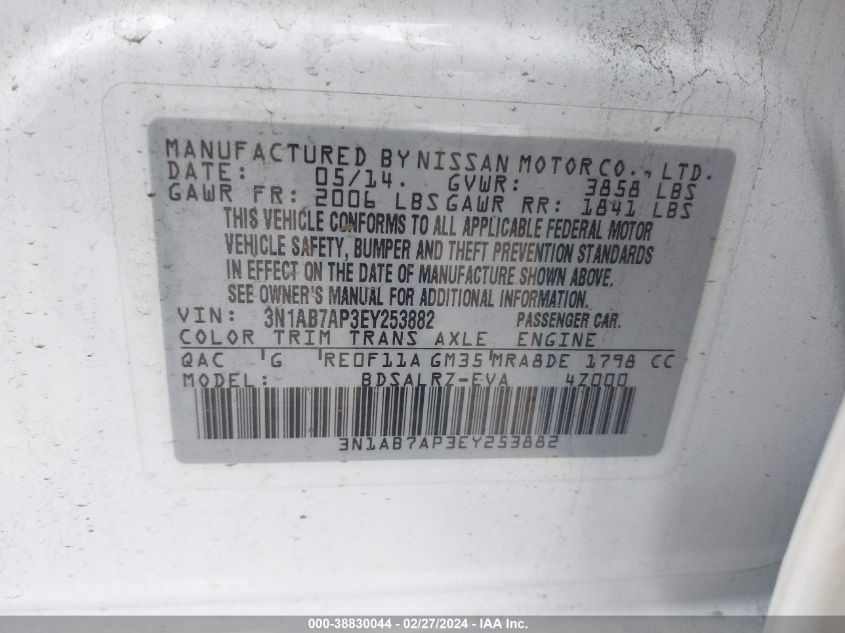 MANUFACTURED BY NISSAN MOTOR CO., LTD.
DATE: 05/14. GVWR: 3858 LBS
GAWR FR: 2006 LBS GAWR RR: 1841 LBS
THIS VEHICLE CONFORMS TO ALL APPLICABLE FEDERAL MOTOR
VEHICLE SAFETY, BUMPER AND THEFT PREVENTION STANDARDS
IN EFFECT ON THE DATE OF MANUFACTURE SHOWN ABOVE.
SEE OWNER'S MANUAL FOR ADDITIONAL INFORMATION.
VIN: 3N1AB7AP3EY253882 PASSENGER CAR.
COLOR TRIM TRANS AXLE ENGINE
QAC G RE0F11A GM35 MRA8DE 1798 CC
MODEL: BDSALRZ-EVA 4Z000
3N1AB7AP3EY253882
000-38830044 - 02/27/2024 - IAA, Inc.